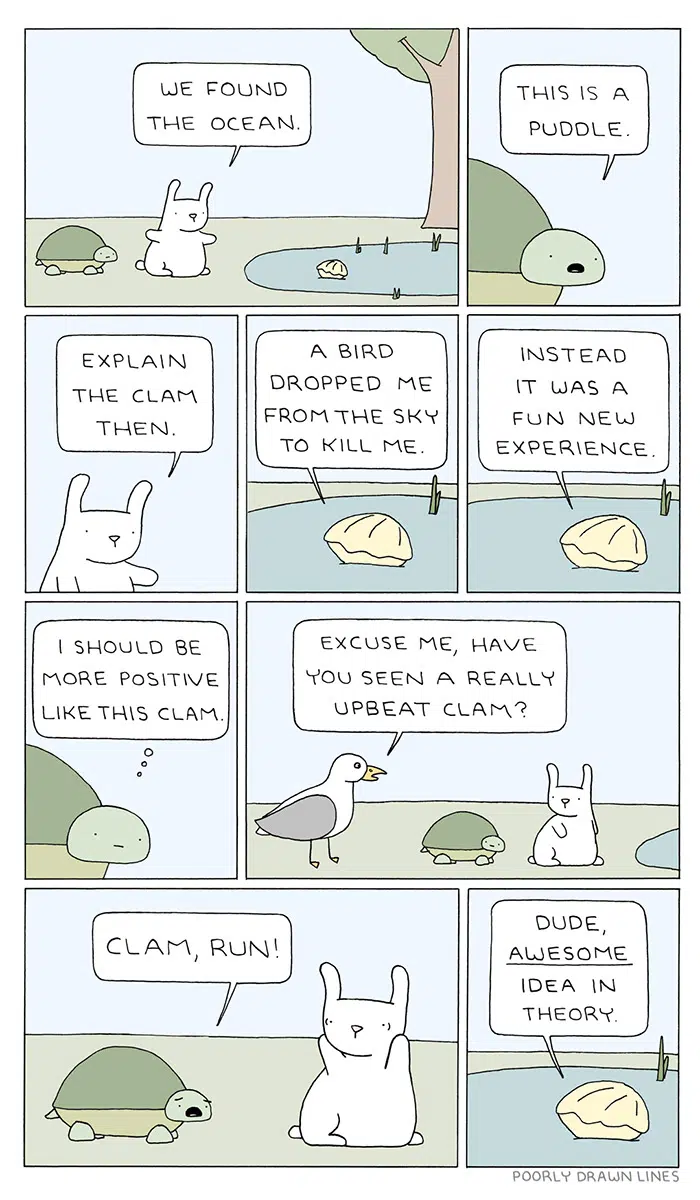 WE FOUND
THE OCEAN.
THIS IS A
PUDDLE.
EXPLAIN
THE CLAM
THEN.
A BIRD
DROPPED ME
FROM THE SKY
TO KILL ME.
INSTEAD
IT WAS A
FUN NEW
EXPERIENCE.
I SHOULD BE
MORE POSITIVE
LIKE THIS CLAM.
EXCUSE ME, HAVE
YOU SEEN A REALLY
UPBEAT CLAM?
CLAM, RUN!
DUDE,
AWESOME
IDEA IN
THEORY.
POORLY DRAWN LINES